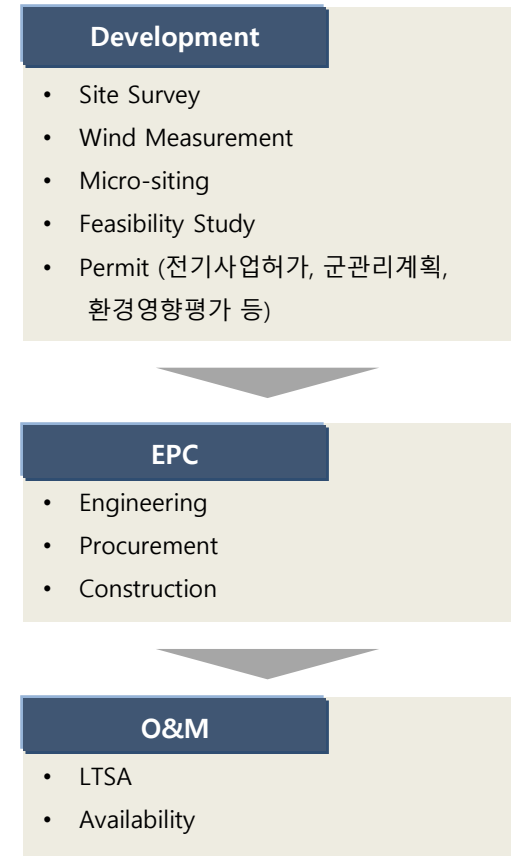 Development
• Site Survey
• Wind Measurement
• Micro-siting
• Feasibility Study
• Permit (전기사업허가, 군관리계획,
환경영향평가 등)
EPC
• Engineering
• Procurement
• Construction
O&M
• LTSA
• Availability